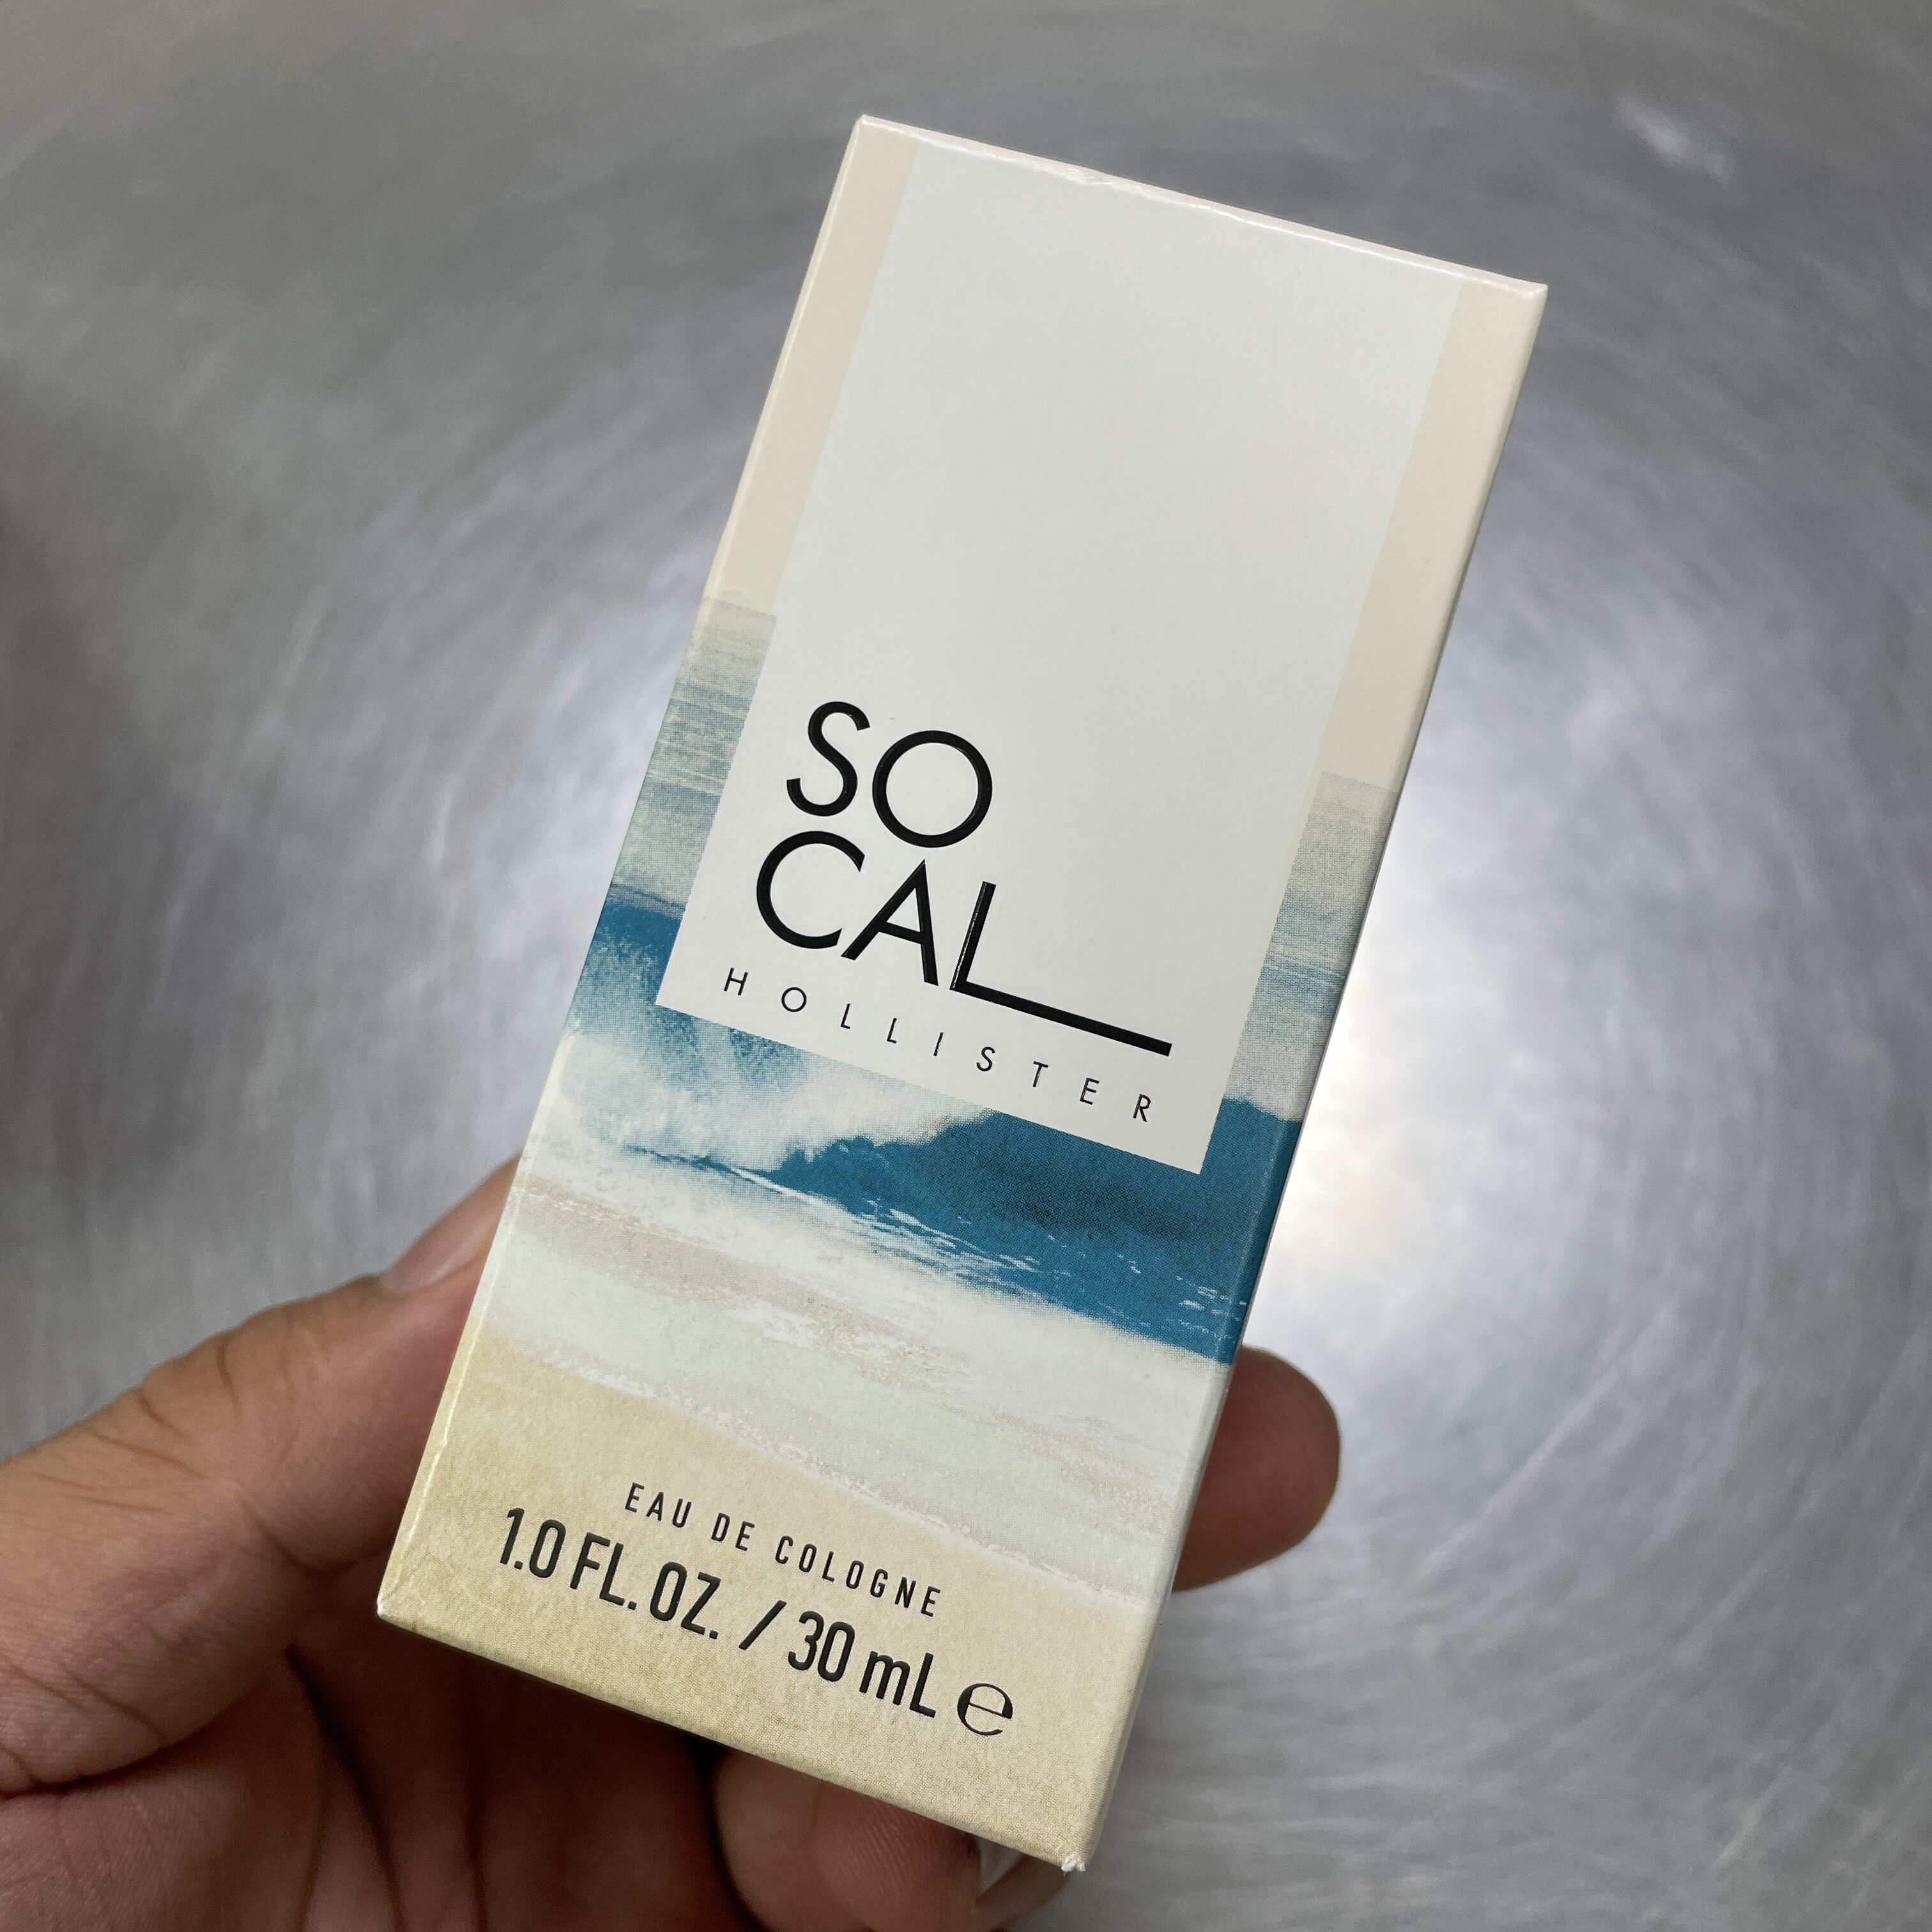 SO
CAL
HOLLISTER
EAU DE COLOGNE
1.0 FL. OZ. / 30 mL ℮